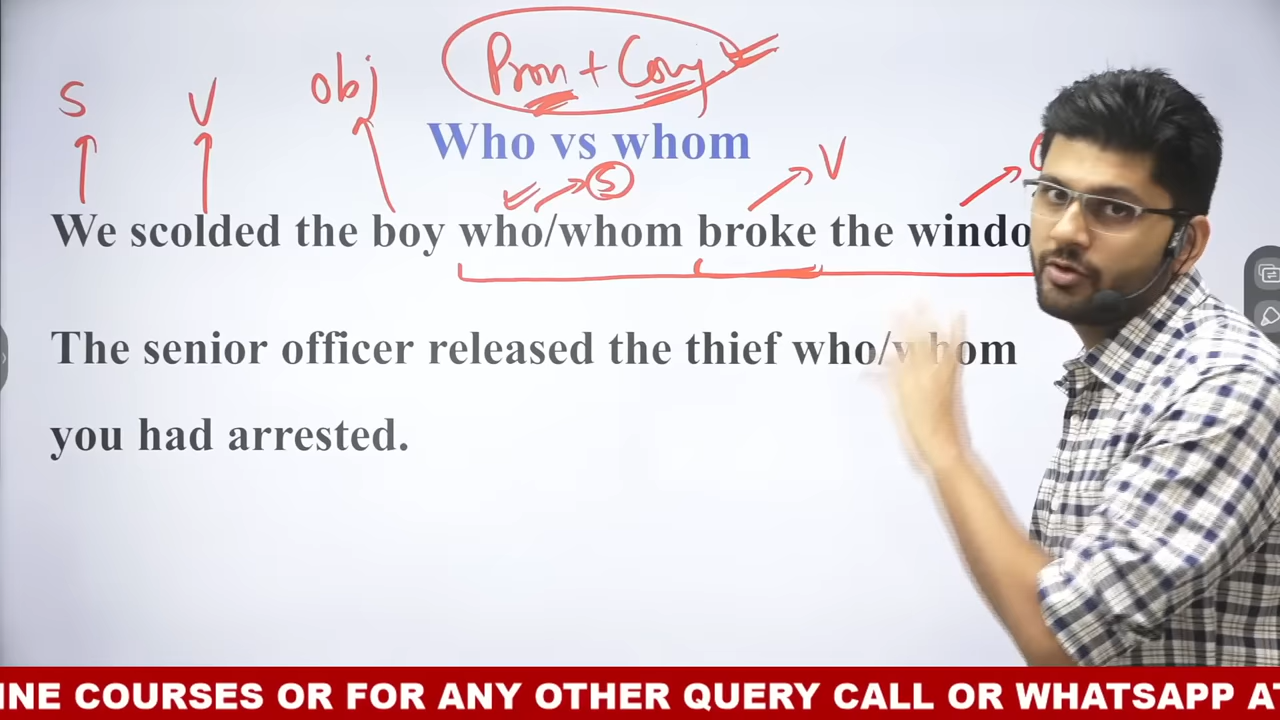 Pron + Conj
S V obj
Who vs whom
S V
We scolded the boy who/whom broke the windo
The senior officer released the thief who/whom
you had arrested.
INE COURSES OR FOR ANY OTHER QUERY CALL OR WHATSAPP AT